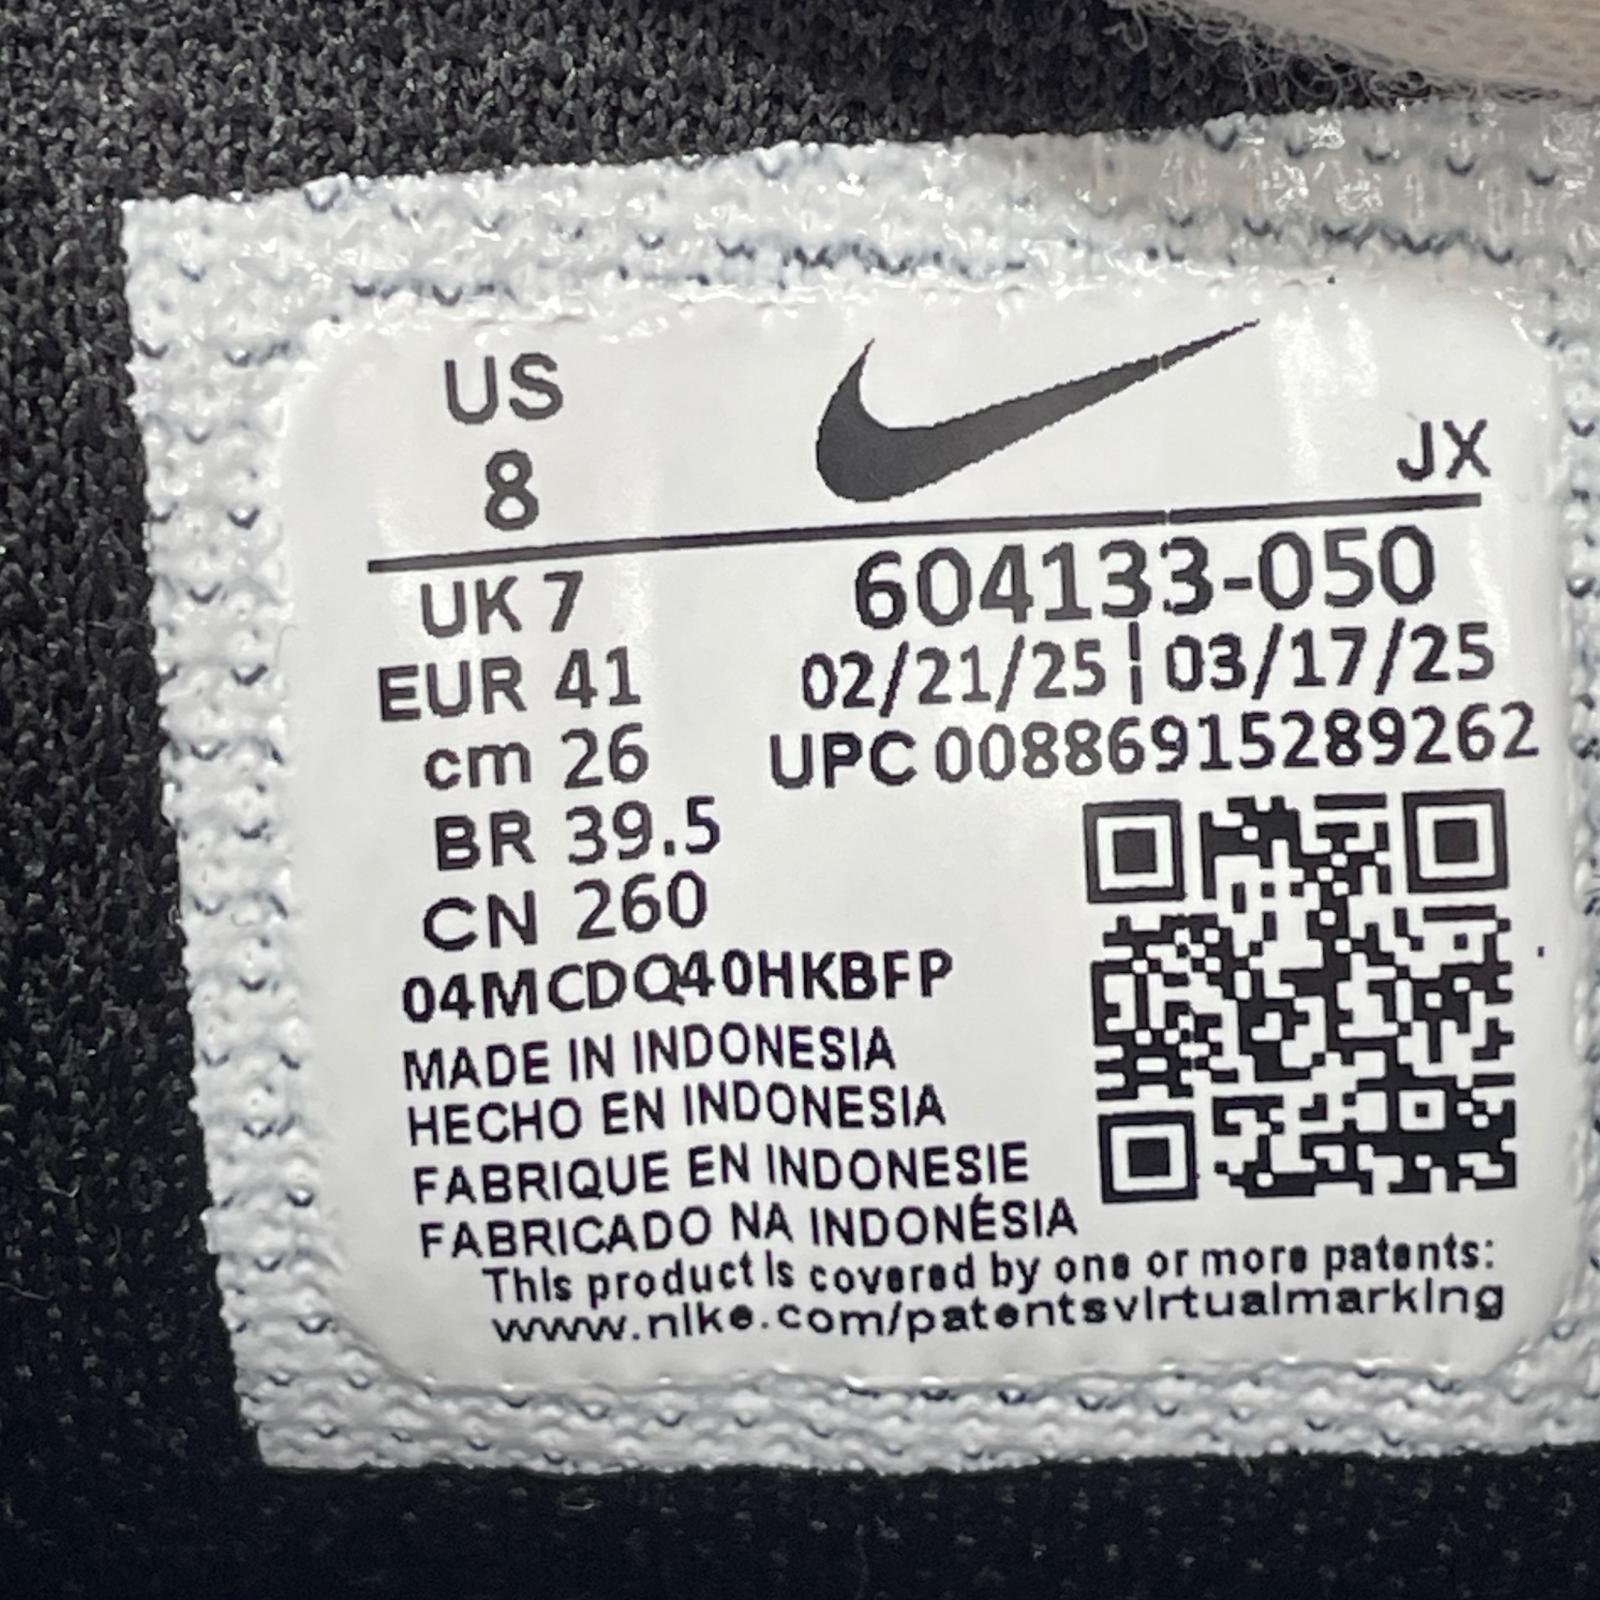 US
8
JX
UK 7
604133-050
EUR 41
02/21/25 | 03/17/25
cm 26
UPC 00886915289262
BR 39.5
CN 260
04MCDQ40HKBFP
MADE IN INDONESIA
HECHO EN INDONESIA
FABRIQUE EN INDONESIE
FABRICADO NA INDONÉSIA
This product is covered by one or more patents:
www.nike.com/patentsvirtualmarking